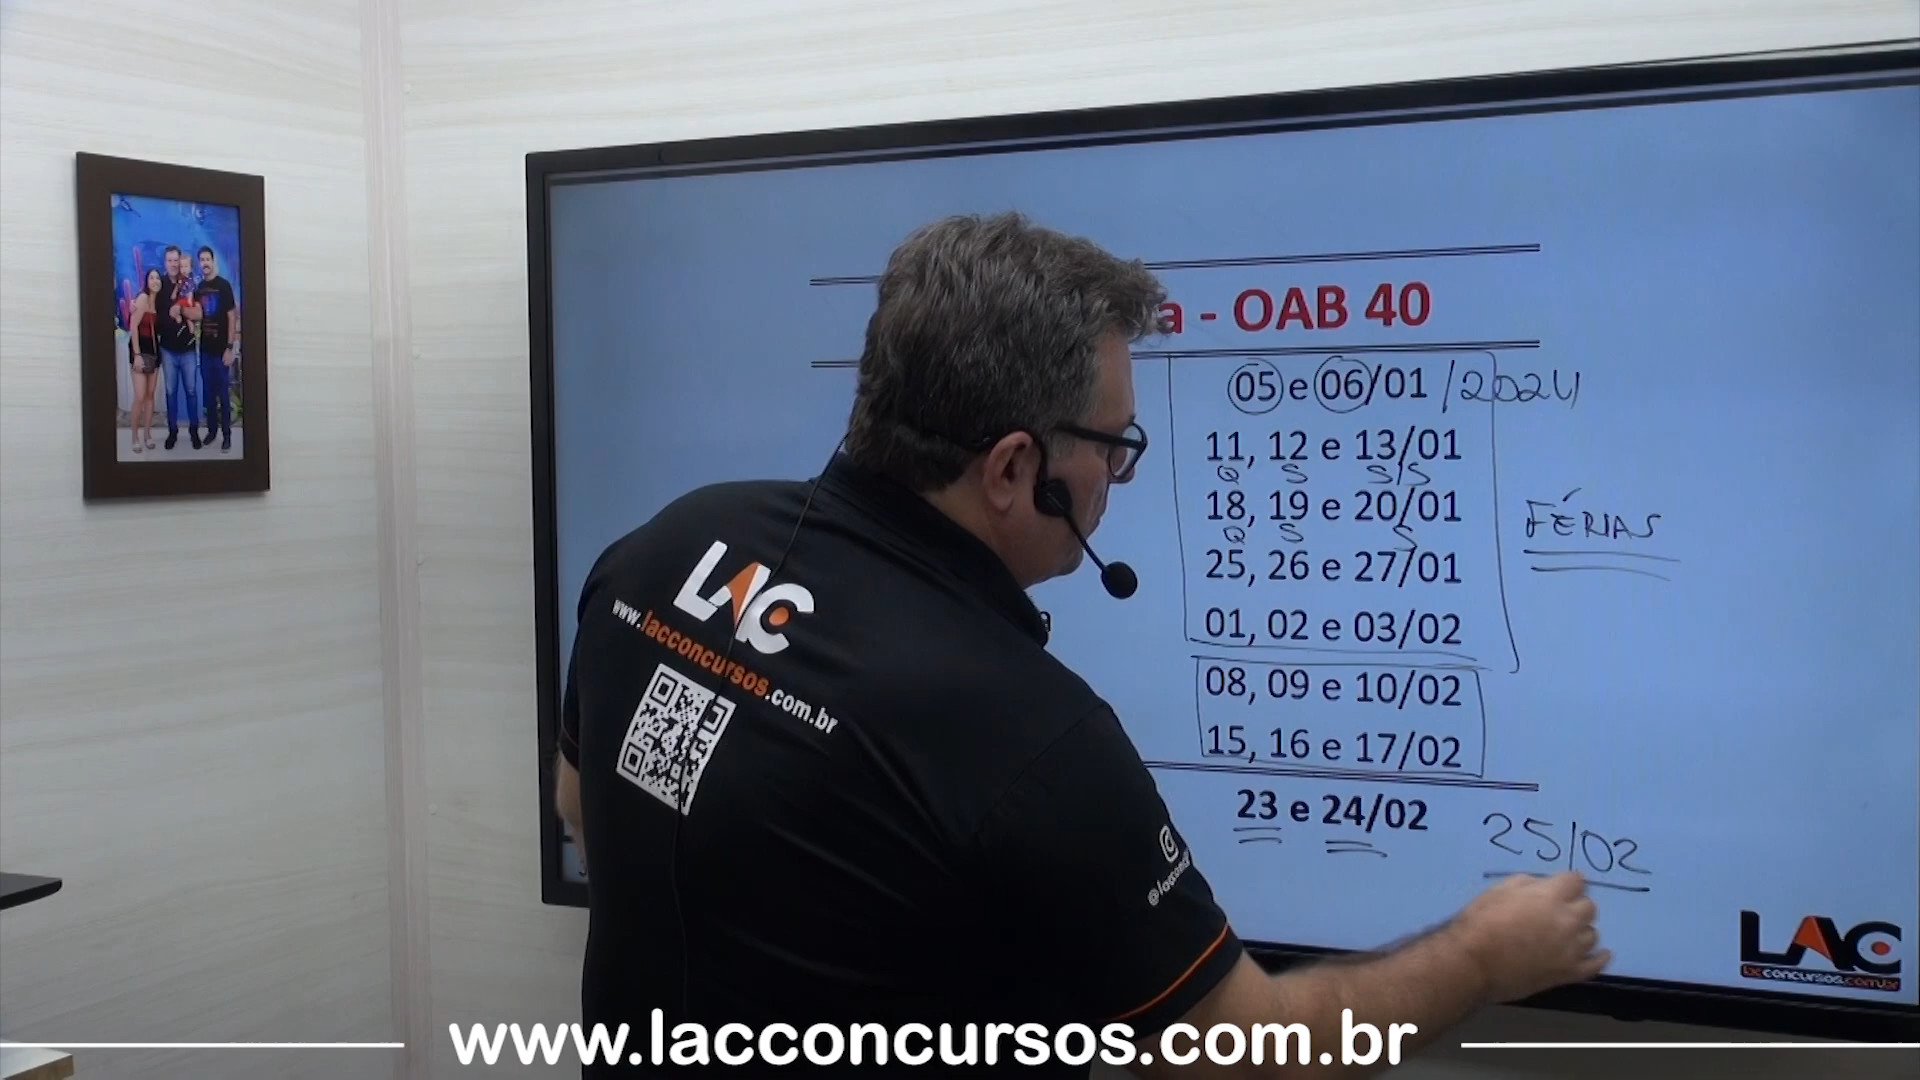 a - OAB 40
05 e 06/01 /2024
11, 12 e 13/01
Q S S/S
18, 19 e 20/01
Q S S
25, 26 e 27/01
FÉRIAS
01, 02 e 03/02
08, 09 e 10/02
15, 16 e 17/02
23 e 24/02
25/02
LAC
www.lacconcursos.com.br
@lacconc
LAC
lacconcursos.com.br
www.lacconcursos.com.br